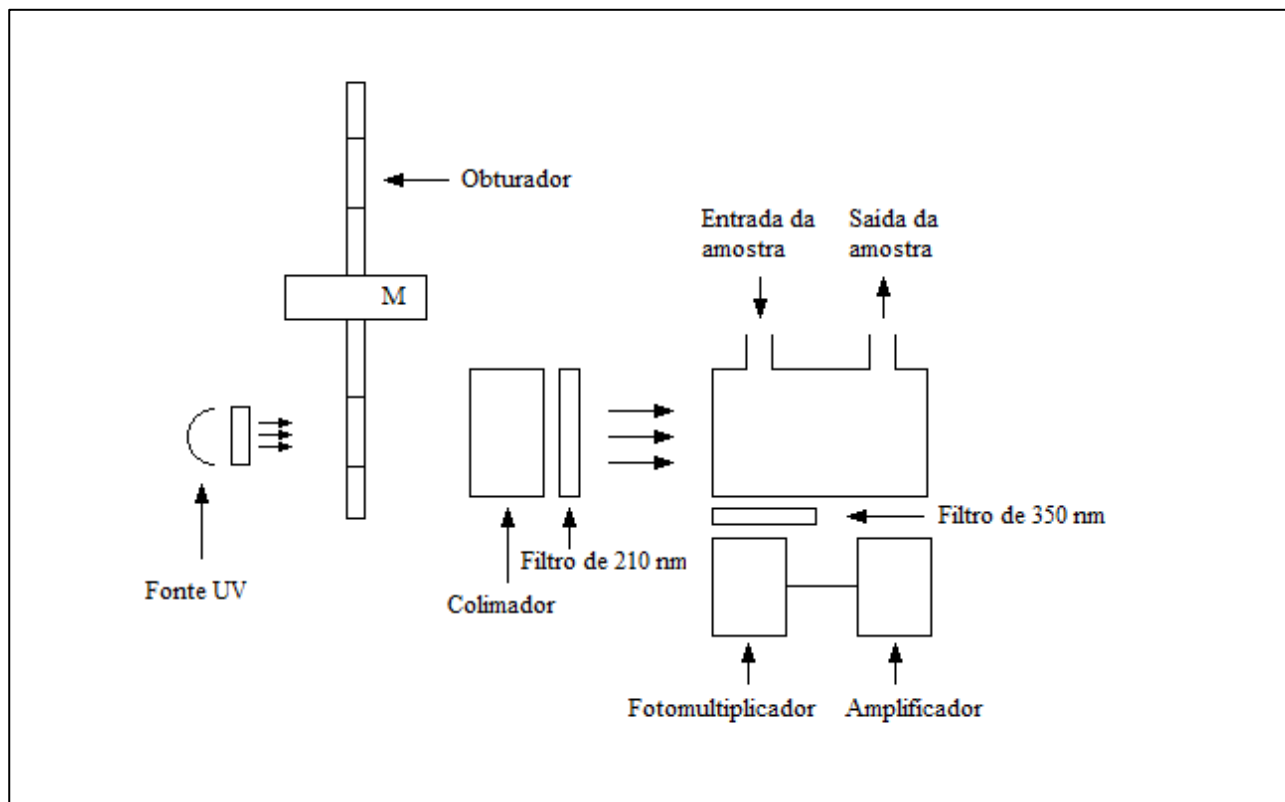 Obturador
Entrada da
amostra
Saída da
amostra
M
Filtro de 350 nm
Filtro de 210 nm
Fonte UV
Colimador
Fotomultiplicador
Amplificador